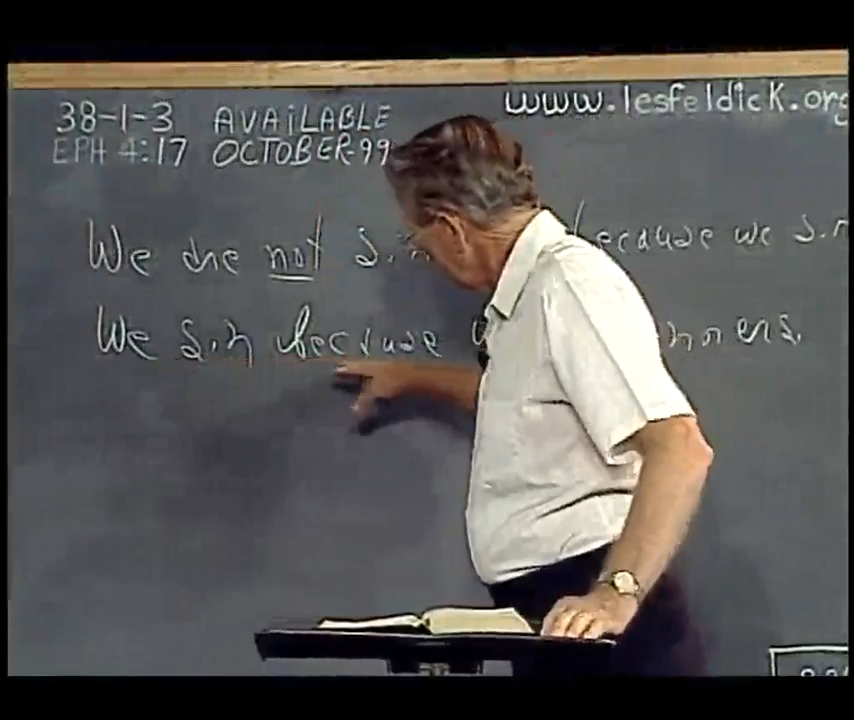 38-1-3 AVAILABLE www.lesfeldick.org
EPH 4:17 OCTOBER-99
We are not because we sin
We sin because